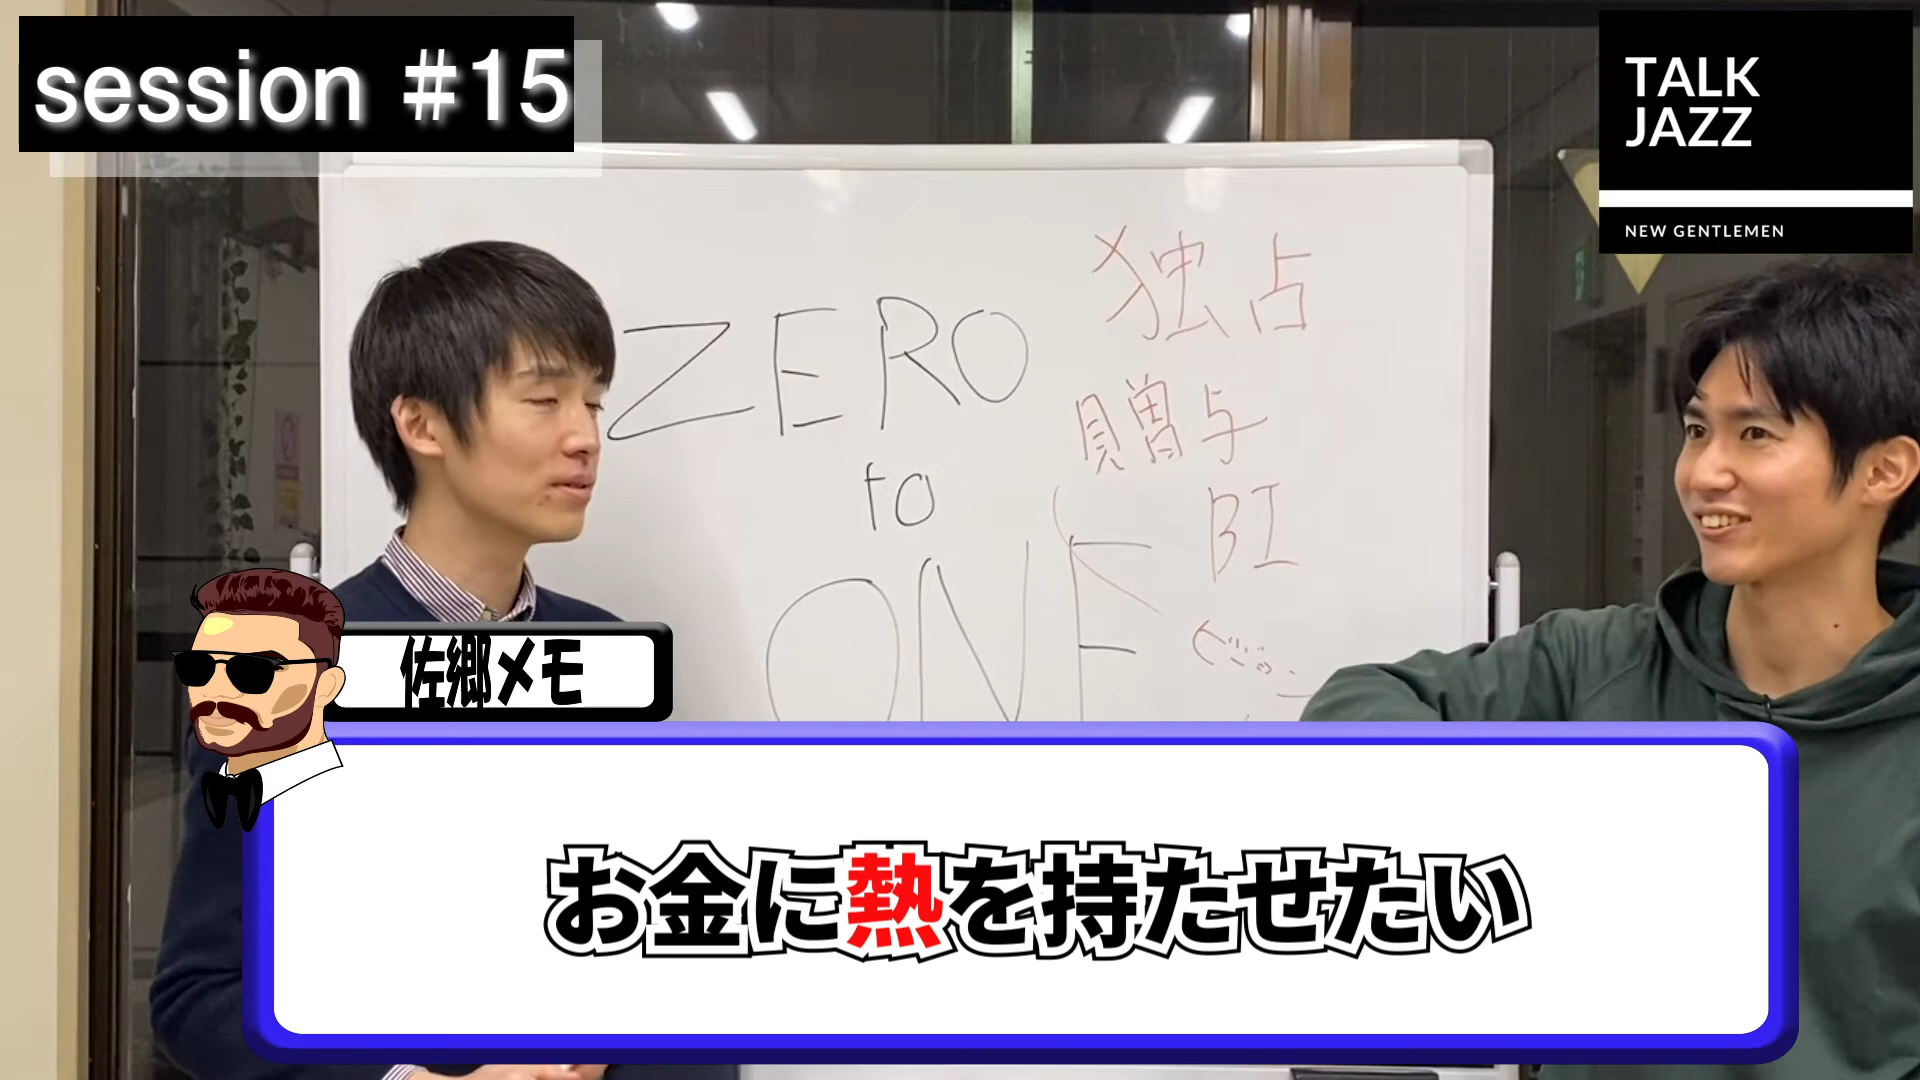 session #15
TALK
JAZZ
NEW GENTLEMEN
ZERO
to
ONE
独占
贈与
BI
佐郷メモ
お金に熱を持たせたい